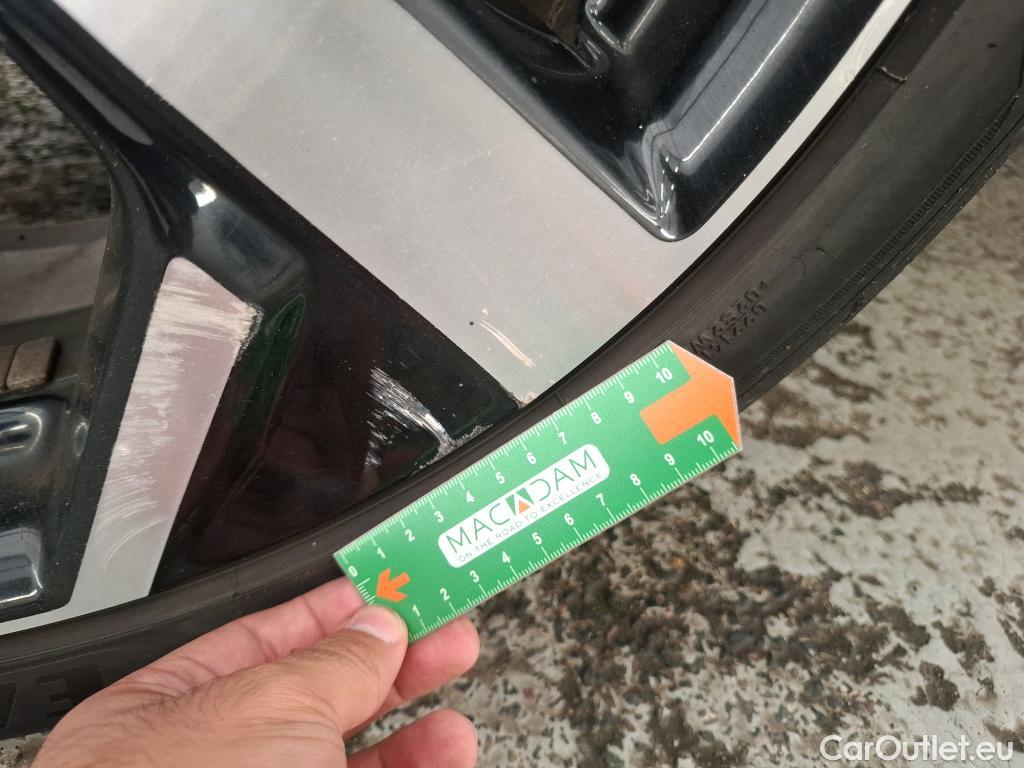 0 1 2 3 4 5 6 7 8 9 10
MACADAM
ON THE ROAD TO EXCELLENCE
1 2 3 4 5 6 7 8 9 10
CarOutlet.eu